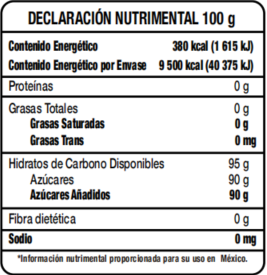 DECLARACIÓN NUTRIMENTAL 100 g
Contenido Energético 380 kcal (1 615 kJ)
Contenido Energético por Envase 9 500 kcal (40 375 kJ)
Proteínas 0 g
Grasas Totales 0 g
Grasas Saturadas 0 g
Grasas Trans 0 mg
Hidratos de Carbono Disponibles 95 g
Azúcares 90 g
Azúcares Añadidos 90 g
Fibra dietética 0 g
Sodio 0 mg
*Información nutrimental proporcionada para su uso en México.